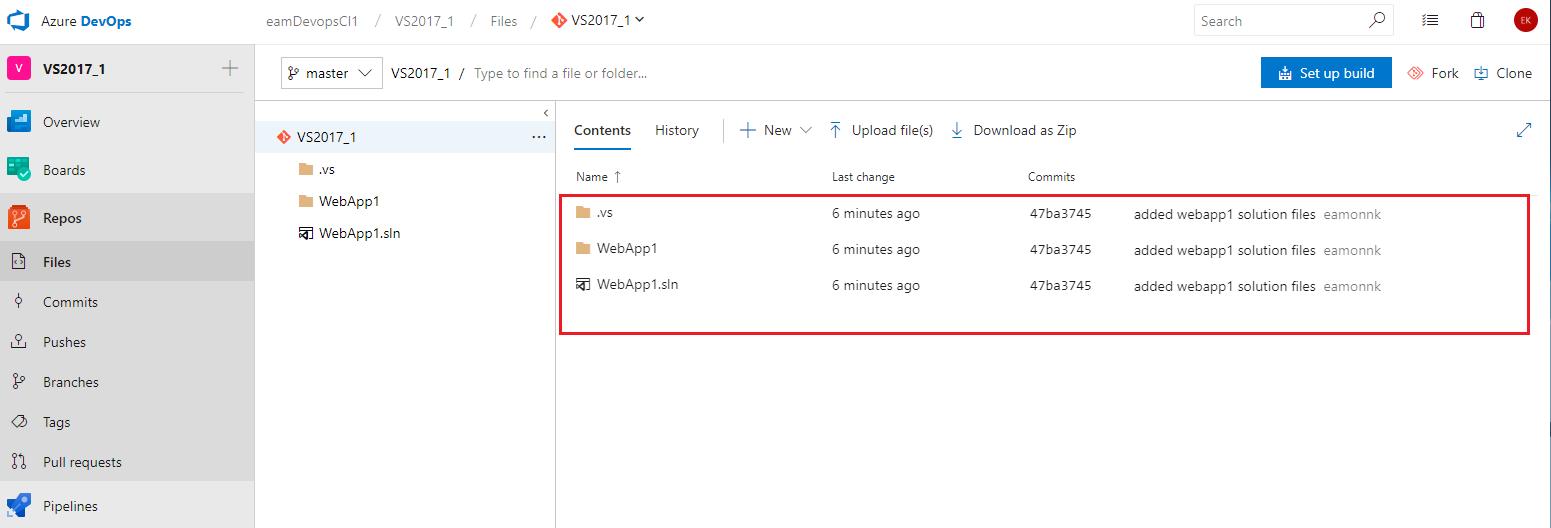 Azure DevOps eamDevopsCI1 / VS2017_1 / Files / VS2017_1 Search EK
V VS2017_1
master VS2017_1 / Type to find a file or folder... Set up build Fork Clone
Overview
Boards
Repos
Files
Commits
Pushes
Branches
Tags
Pull requests
Pipelines
VS2017_1 ...
.vs
WebApp1
WebApp1.sln
Contents History New Upload file(s) Download as Zip
Name ↑ Last change Commits
.vs 6 minutes ago 47ba3745 added webapp1 solution files eamonnk
WebApp1 6 minutes ago 47ba3745 added webapp1 solution files eamonnk
WebApp1.sln 6 minutes ago 47ba3745 added webapp1 solution files eamonnk